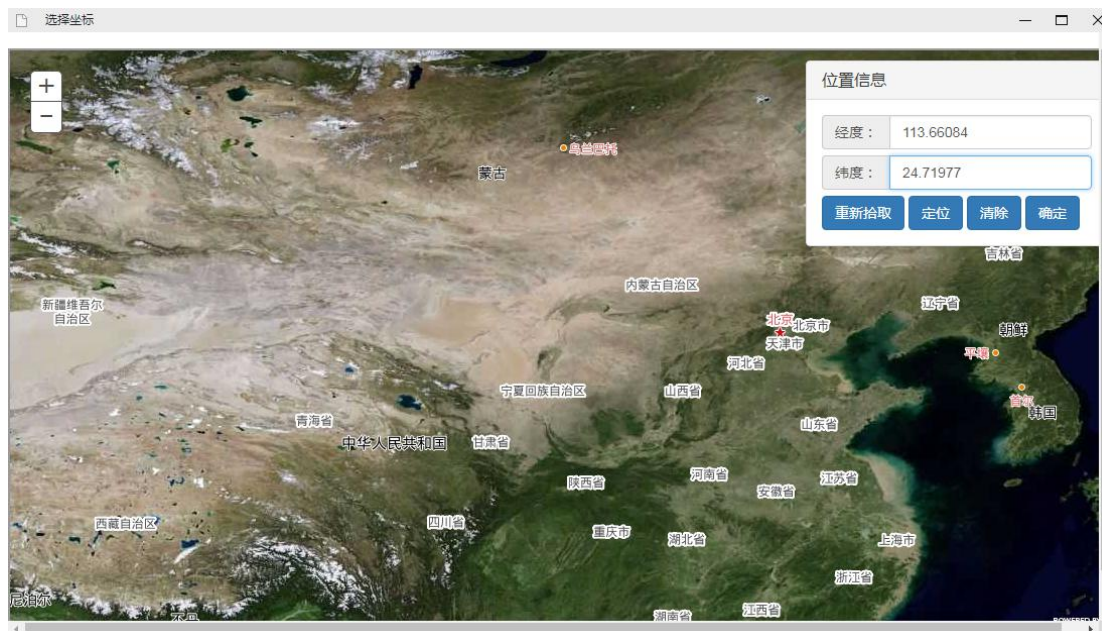 选择坐标
位置信息
经度： 113.66084
纬度： 24.71977
重新拾取 定位 清除 确定
+
−
乌兰巴托
蒙古
吉林省
内蒙古自治区
新疆维吾尔
自治区
辽宁省
北京
北京市
朝鲜
天津市
平壤
河北省
宁夏回族自治区
山西省
首尔
韩国
青海省
山东省
中华人民共和国
甘肃省
陕西省
河南省
安徽省
江苏省
西藏自治区
四川省
重庆市
湖北省
上海市
浙江省
尼泊尔
不丹
湖南省
江西省
POWERED BY